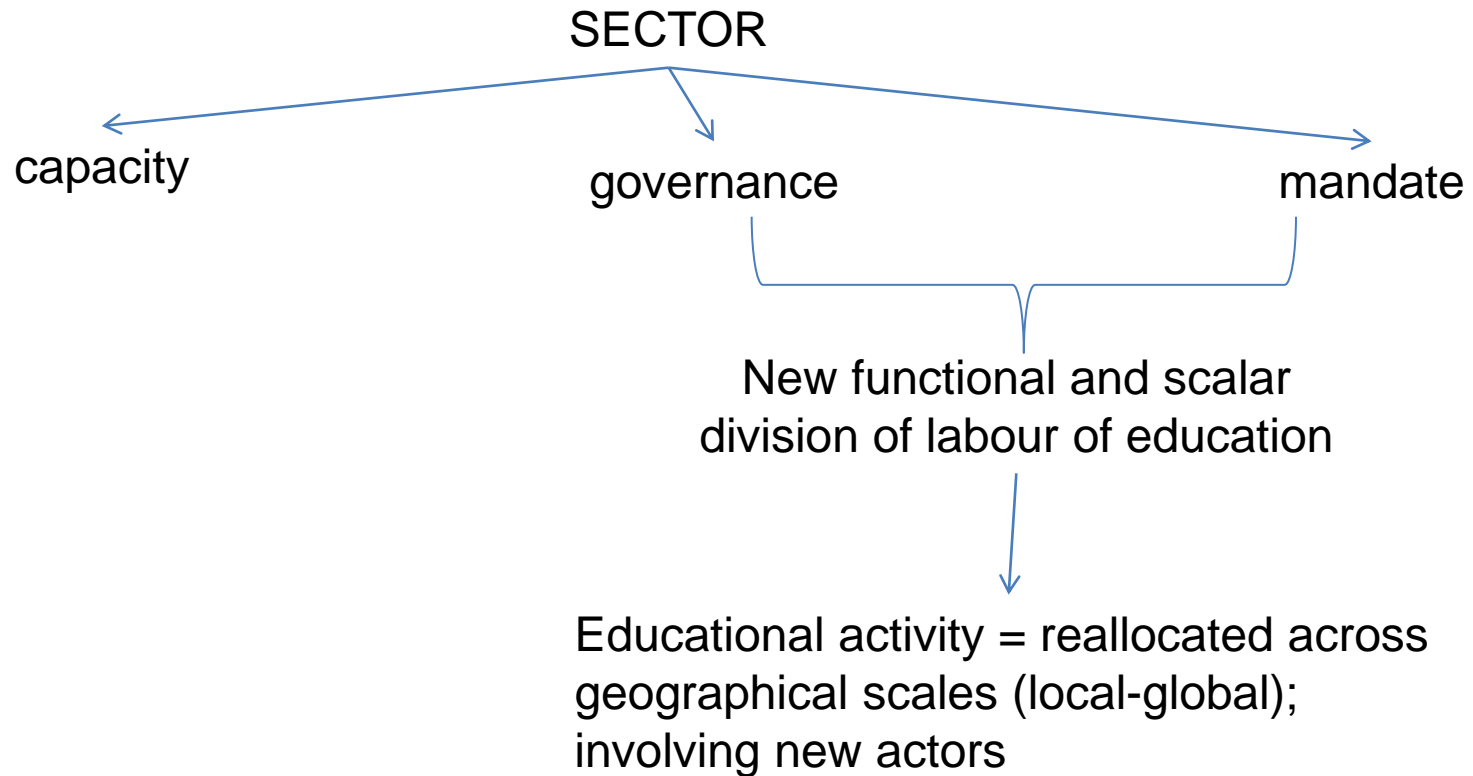 SECTOR
capacity
governance
mandate
New functional and scalar
division of labour of education
Educational activity = reallocated across
geographical scales (local-global);
involving new actors